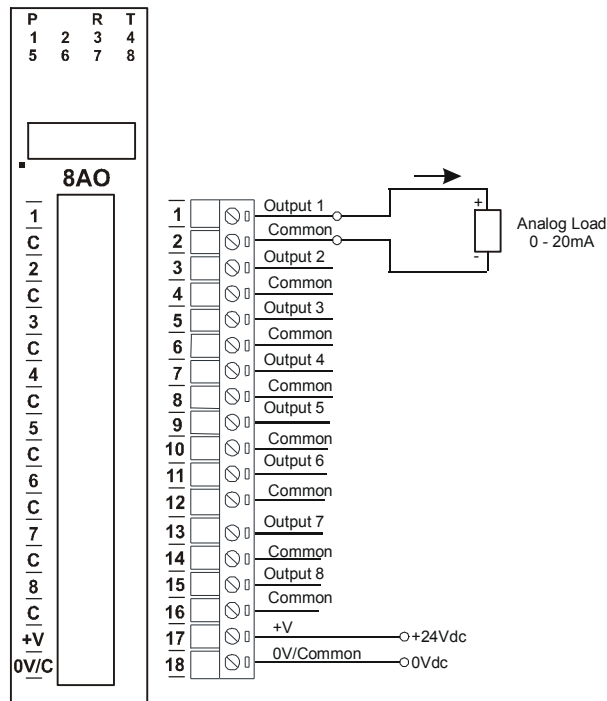 P R T
1 2 3 4
5 6 7 8
8AO
1
C
2
C
3
C
4
C
5
C
6
C
7
C
8
C
+V
0V/C
1 Output 1
2 Common
3 Output 2
4 Common
5 Output 3
6 Common
7 Output 4
8 Common
9 Output 5
10 Common
11 Output 6
12 Common
13 Output 7
14 Common
15 Output 8
16 Common
17 +V +24Vdc
18 0V/Common 0Vdc
+
-
Analog Load
0 - 20mA